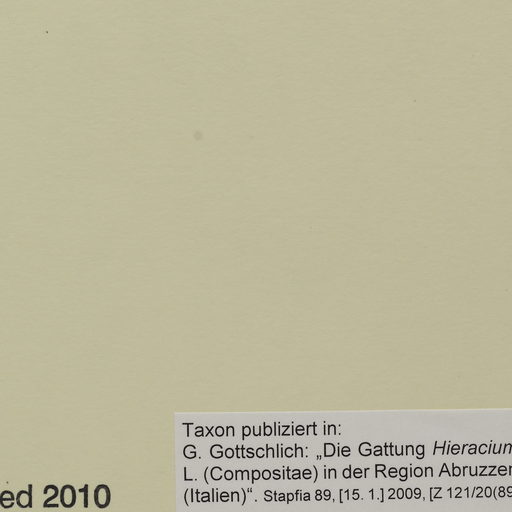 Taxon publiziert in:
G. Gottschlich: „Die Gattung Hieracium
L. (Compositae) in der Region Abruzzen
(Italien)“. Stapfia 89, [15. 1.] 2009, [Z 121/20(89
ed 2010